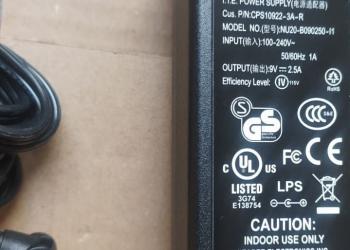 I.T.E. POWER SUPPLY(电源适配器)
Cus. P/N:CPS10922-3A-R
MODEL NO.(型号):NU20-B090250-I1
INPUT(输入):100-240V~
50/60Hz 1A
OUTPUT(输出):9V⎓2.5A
Efficiency Level: IV 115V
S
GS
CCC
S&E
c UL us
FC CE
LISTED
3G74
E138754
LPS
CAUTION:
INDOOR USE ONLY